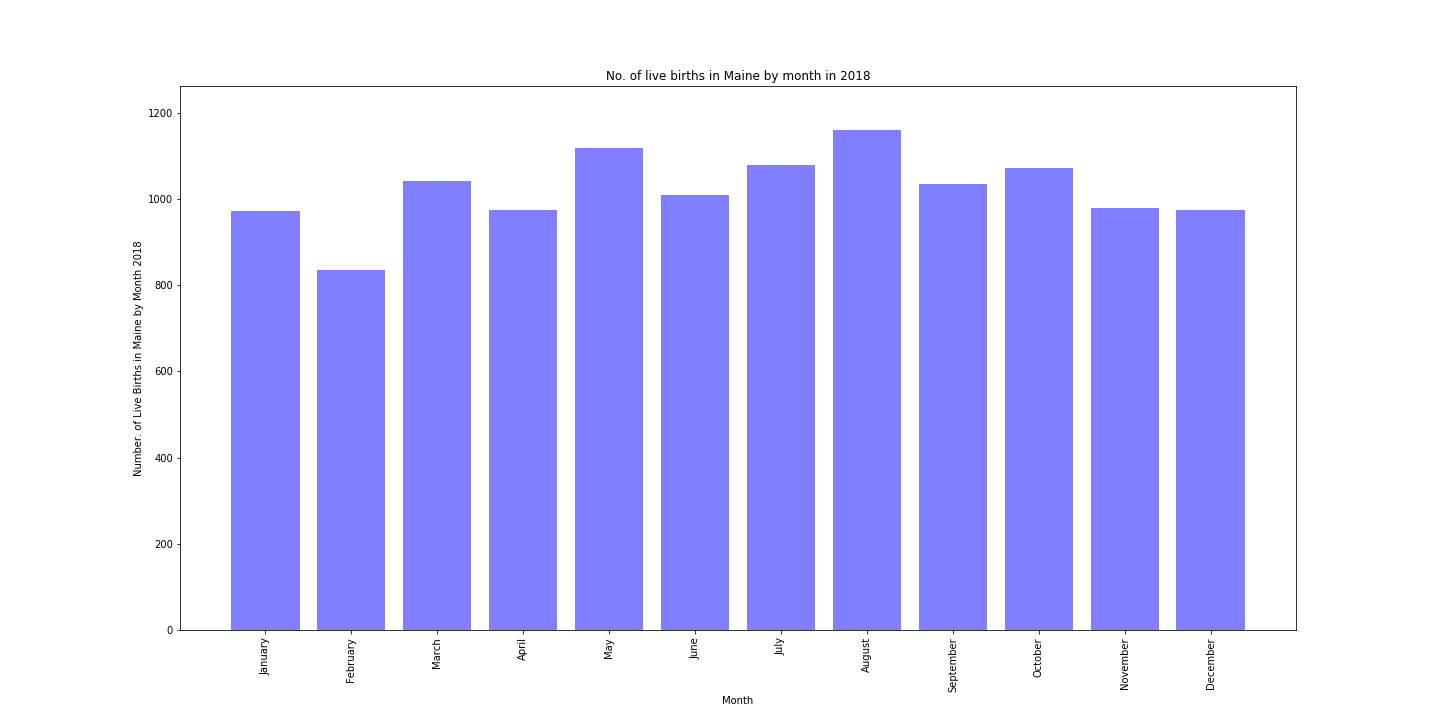 No. of live births in Maine by month in 2018
1200
1000
800
600
400
200
0
Number. of Live Births in Maine by Month 2018
January
February
March
April
May
June
July
August
September
October
November
December
Month